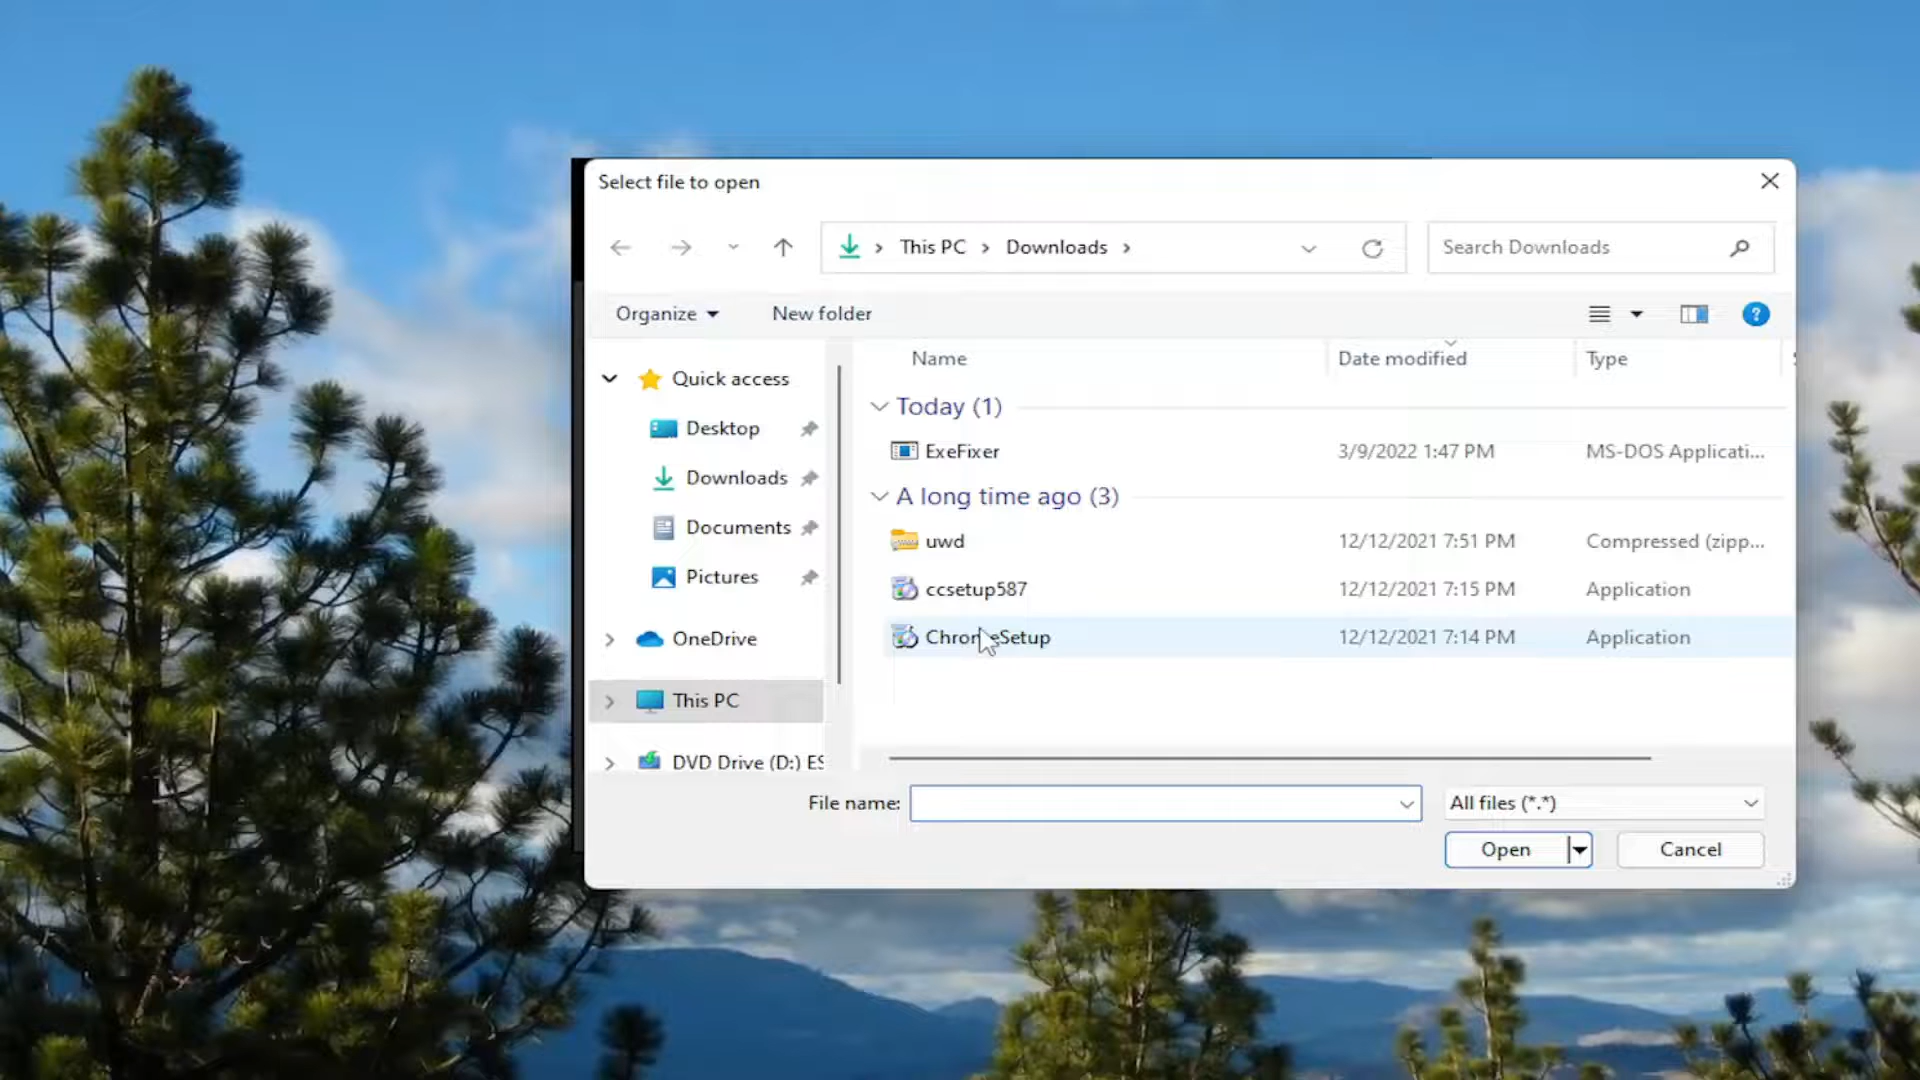 Select file to open
This PC > Downloads >
Search Downloads
Organize
New folder
?
Name
Date modified
Type
Quick access
Desktop
Downloads
Documents
Pictures
OneDrive
This PC
DVD Drive (D:) ES
Today (1)
ExeFixer 3/9/2022 1:47 PM MS-DOS Applicati...
A long time ago (3)
uwd 12/12/2021 7:51 PM Compressed (zipp...
ccsetup587 12/12/2021 7:15 PM Application
ChromeSetup 12/12/2021 7:14 PM Application
File name:
All files (*.*)
Open
Cancel